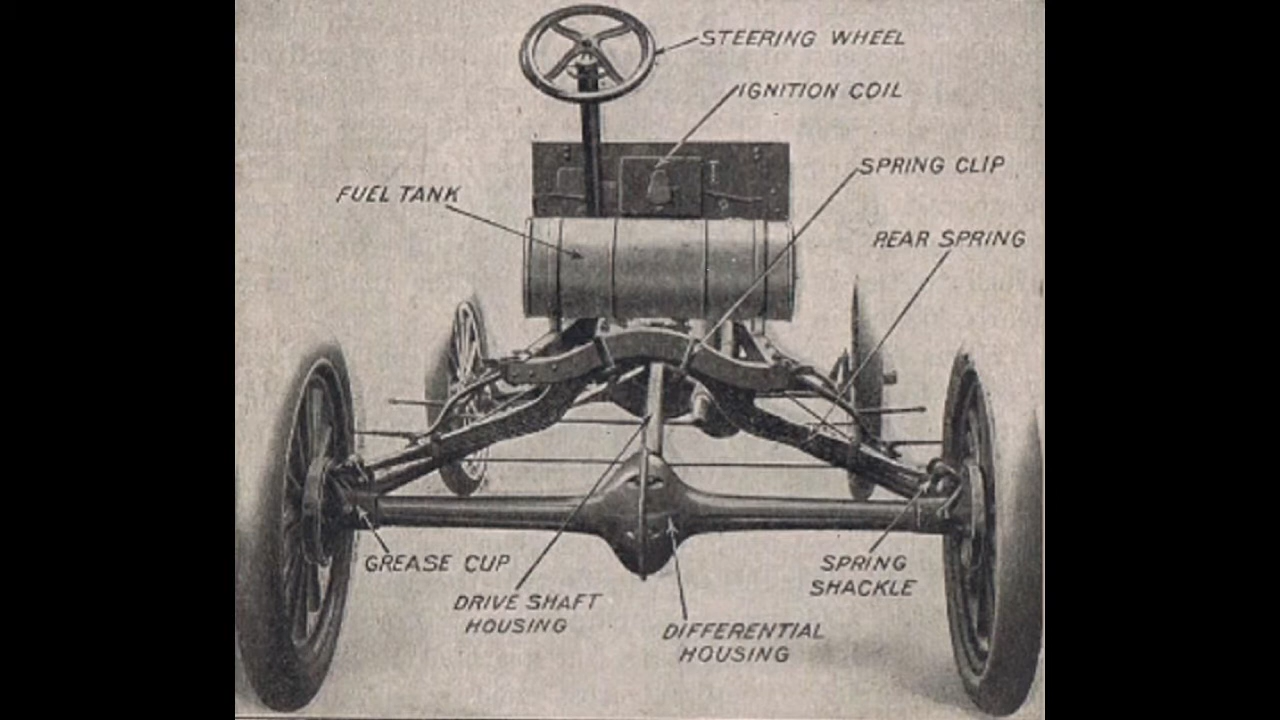 STEERING WHEEL
IGNITION COIL
SPRING CLIP
FUEL TANK
REAR SPRING
GREASE CUP
SPRING
SHACKLE
DRIVE SHAFT
HOUSING
DIFFERENTIAL
HOUSING